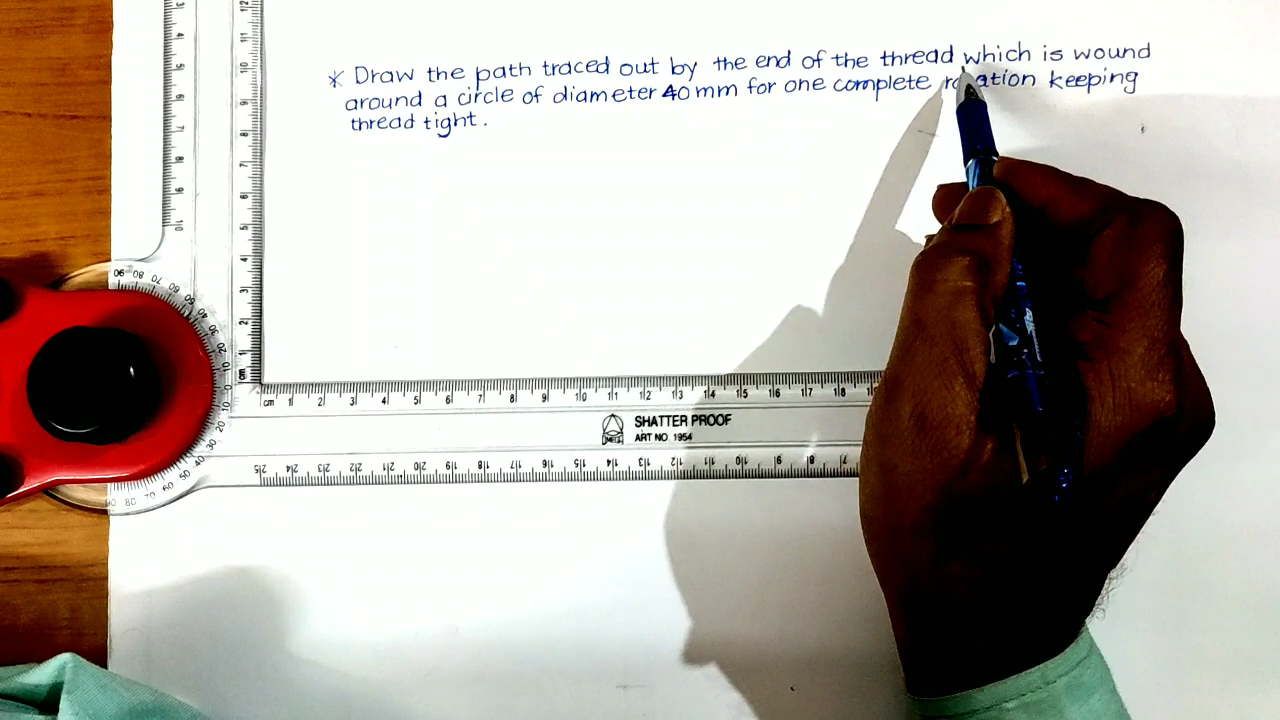 * Draw the path traced out by the end of the thread which is wound
around a circle of diameter 40 mm for one complete rotation keeping
thread tight.
SHATTER PROOF
ART NO. 1954